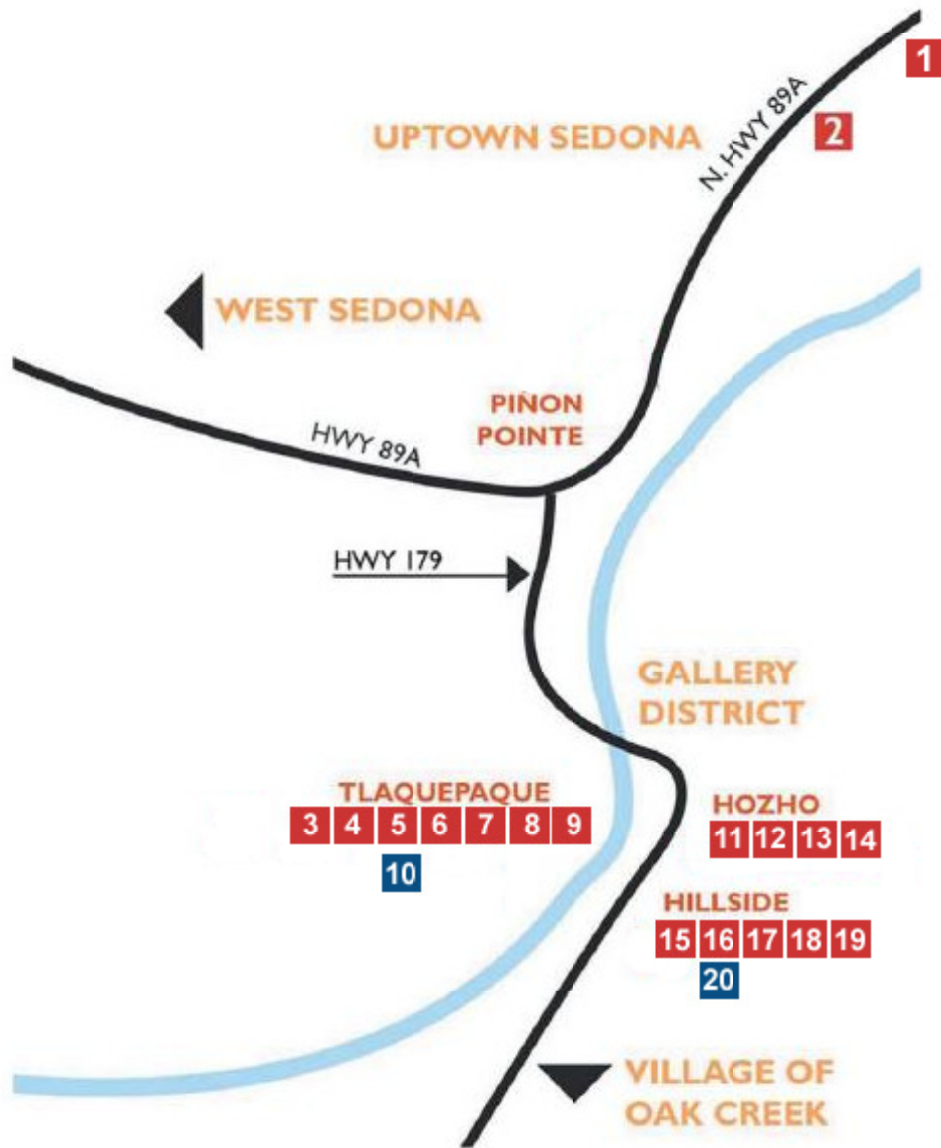 1
2
UPTOWN SEDONA
N. HWY 89A
WEST SEDONA
PIÑON
POINTE
HWY 89A
HWY 179
GALLERY
DISTRICT
TLAQUEPAQUE
3 4 5 6 7 8 9
10
HOZHO
11 12 13 14
HILLSIDE
15 16 17 18 19
20
VILLAGE OF
OAK CREEK